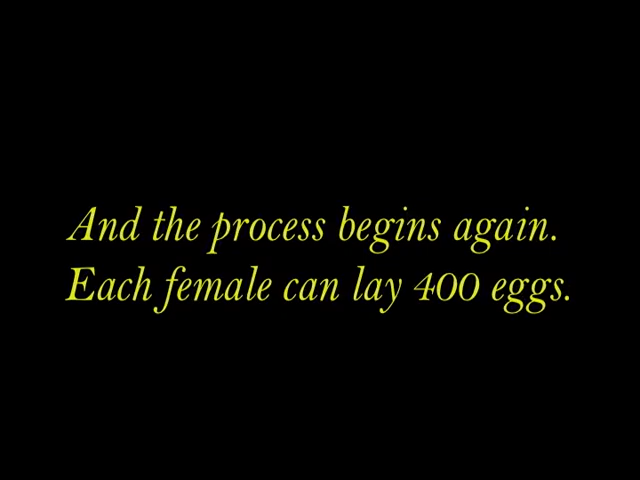 And the process begins again.
Each female can lay 400 eggs.